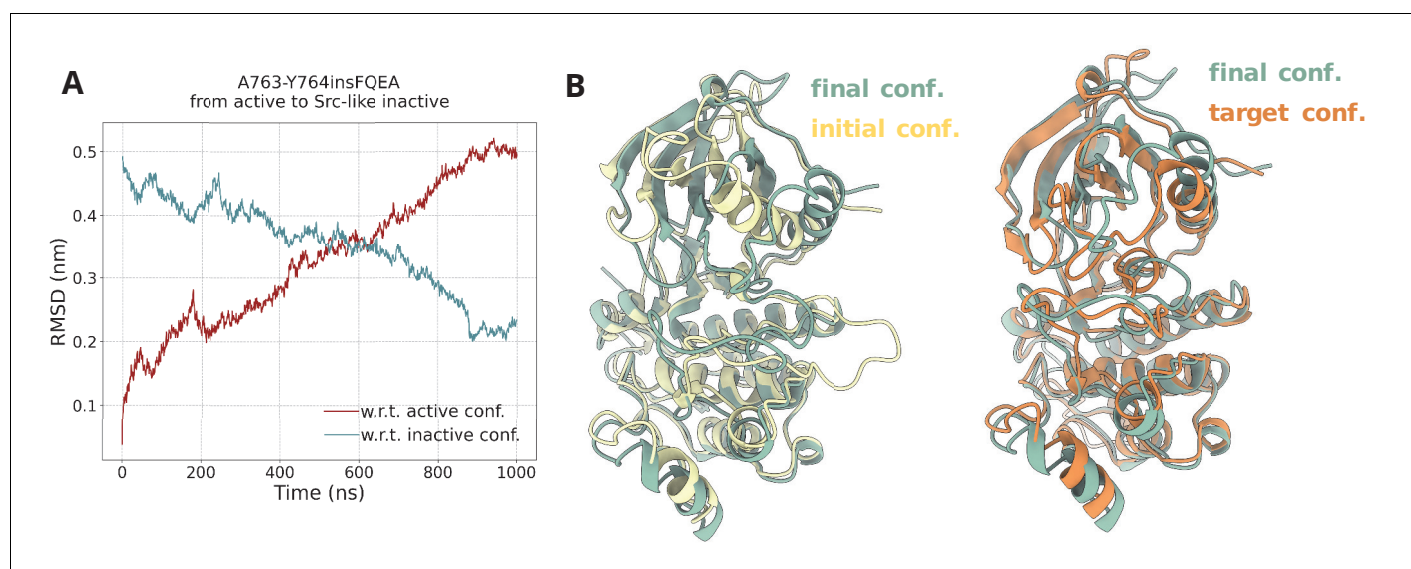 A
A763-Y764insFQEA
from active to Src-like inactive
RMSD (nm)
0.5
0.4
0.3
0.2
0.1
w.r.t. active conf.
w.r.t. inactive conf.
0 200 400 600 800 1000
Time (ns)
B
final conf.
initial conf.
final conf.
target conf.